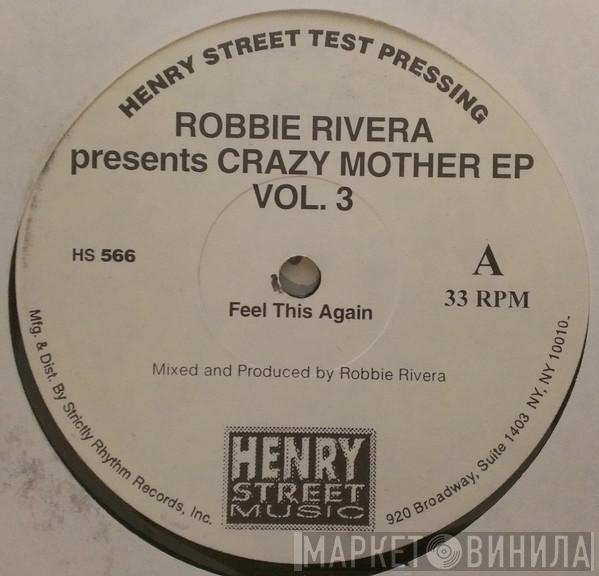 HENRY STREET TEST PRESSING
ROBBIE RIVERA
presents CRAZY MOTHER EP
VOL. 3
HS 566
A
33 RPM
Feel This Again
Mixed and Produced by Robbie Rivera
Mfg. & Dist. By Strictly Rhythm Records, Inc.
920 Broadway, Suite 1403 NY, NY 10010
HENRY
STREET
MUSIC
МАРКЕТ ВИНИЛА